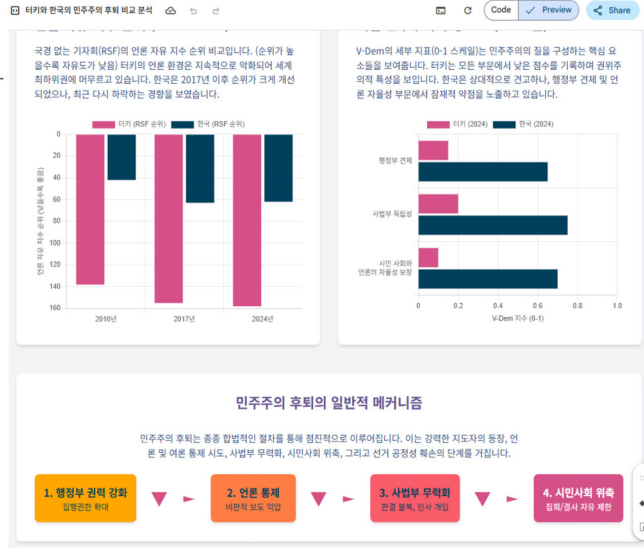 터키와 한국의 민주주의 후퇴 비교 분석
Code
Preview
Share
국경 없는 기자회(RSF)의 언론 자유 지수 순위 비교입니다. (순위가 높
을수록 자유도가 낮음) 터키의 언론 환경은 지속적으로 악화되어 세계
최하위권에 머무르고 있습니다. 한국은 2017년 이후 순위가 크게 개선
되었으나, 최근 다시 하락하는 경향을 보였습니다.
터키 (RSF 순위)
한국 (RSF 순위)
언론 자유 지수 순위 (낮을수록 좋음)
0
20
40
60
80
100
120
140
160
2010년
2017년
2024년
V-Dem의 세부 지표(0-1 스케일)는 민주주의의 질을 구성하는 핵심 요
소들을 보여줍니다. 터키는 모든 부문에서 낮은 점수를 기록하며 권위주
의적 특성을 보입니다. 한국은 상대적으로 견고하나, 행정부 견제 및 언
론 자율성 부문에서 잠재적 약점을 노출하고 있습니다.
터키 (2024)
한국 (2024)
행정부 견제
사법부 독립성
시민 사회와
언론의 자율성 보장
0
0.2
0.4
0.6
0.8
1.0
V-Dem 지수 (0-1)
민주주의 후퇴의 일반적 메커니즘
민주주의 후퇴는 종종 합법적인 절차를 통해 점진적으로 이루어집니다. 이는 강력한 지도자의 등장, 언
론 및 여론 통제 시도, 사법부 무력화, 시민사회 위축, 그리고 선거 공정성 훼손의 단계를 거칩니다.
1. 행정부 권력 강화
집행권한 확대
2. 언론 통제
비판적 보도 억압
3. 사법부 무력화
판결 불복, 인사 개입
4. 시민사회 위축
집회/결사 자유 제한